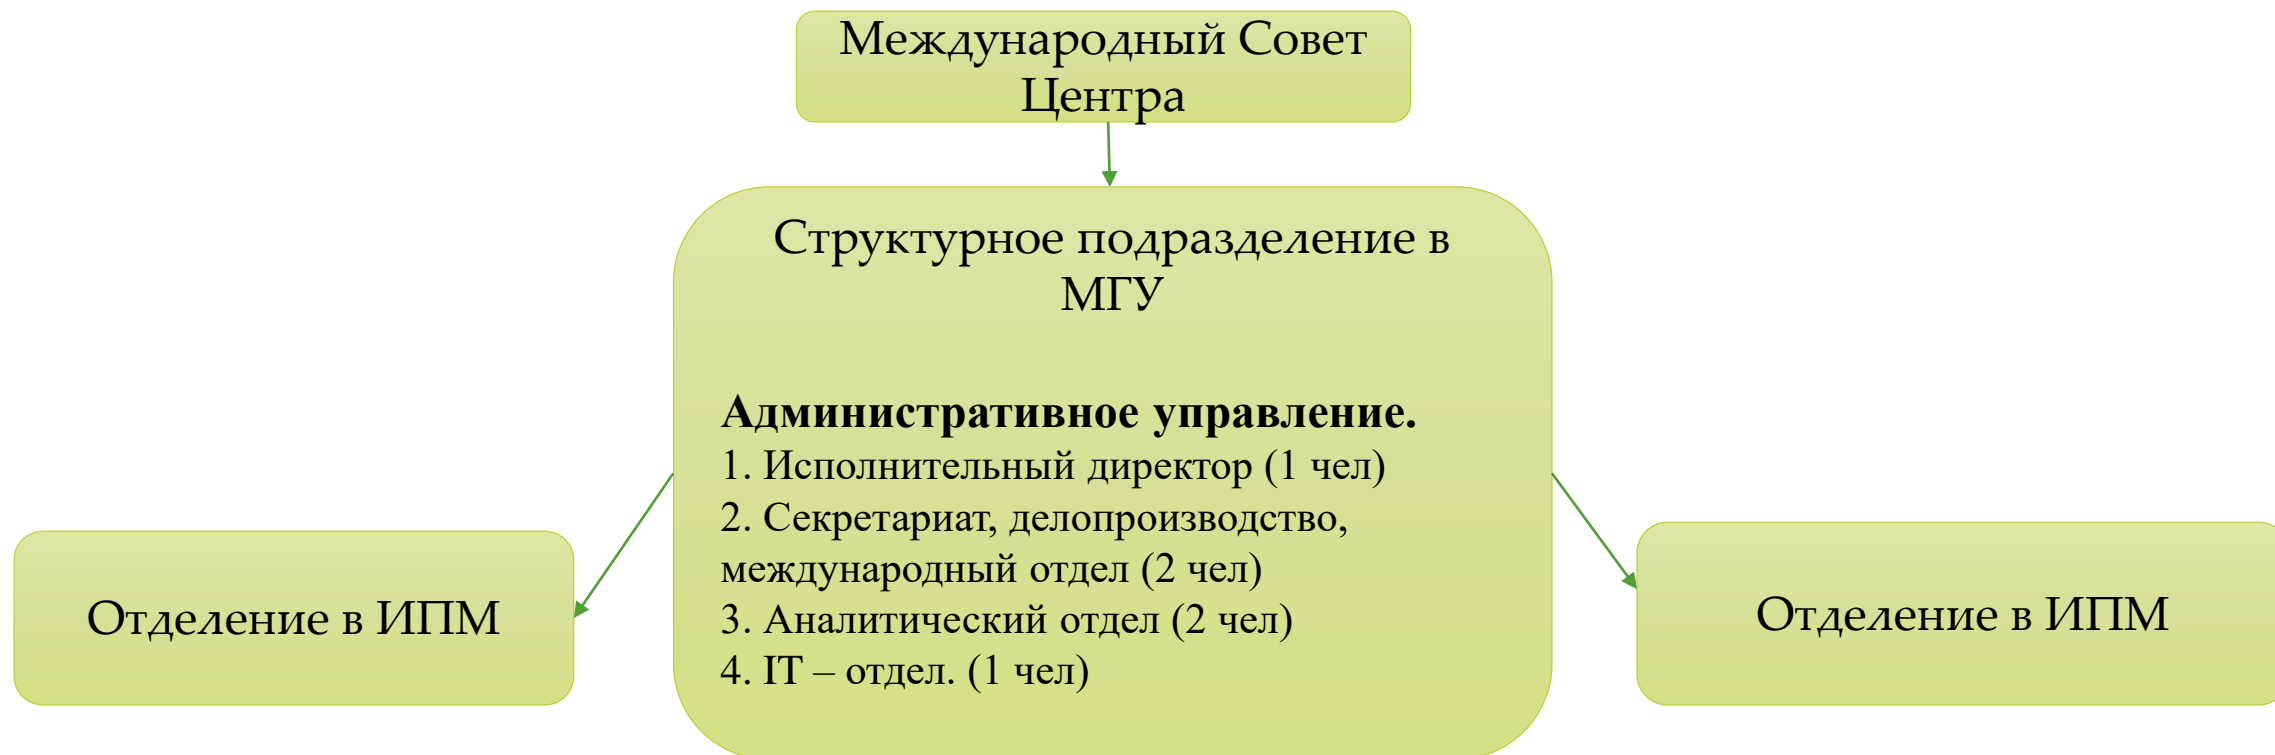 Международный Совет
Центра
Структурное подразделение в
МГУ
Административное управление.
1. Исполнительный директор (1 чел)
2. Секретариат, делопроизводство,
международный отдел (2 чел)
3. Аналитический отдел (2 чел)
4. IT – отдел. (1 чел)
Отделение в ИПМ
Отделение в ИПМ